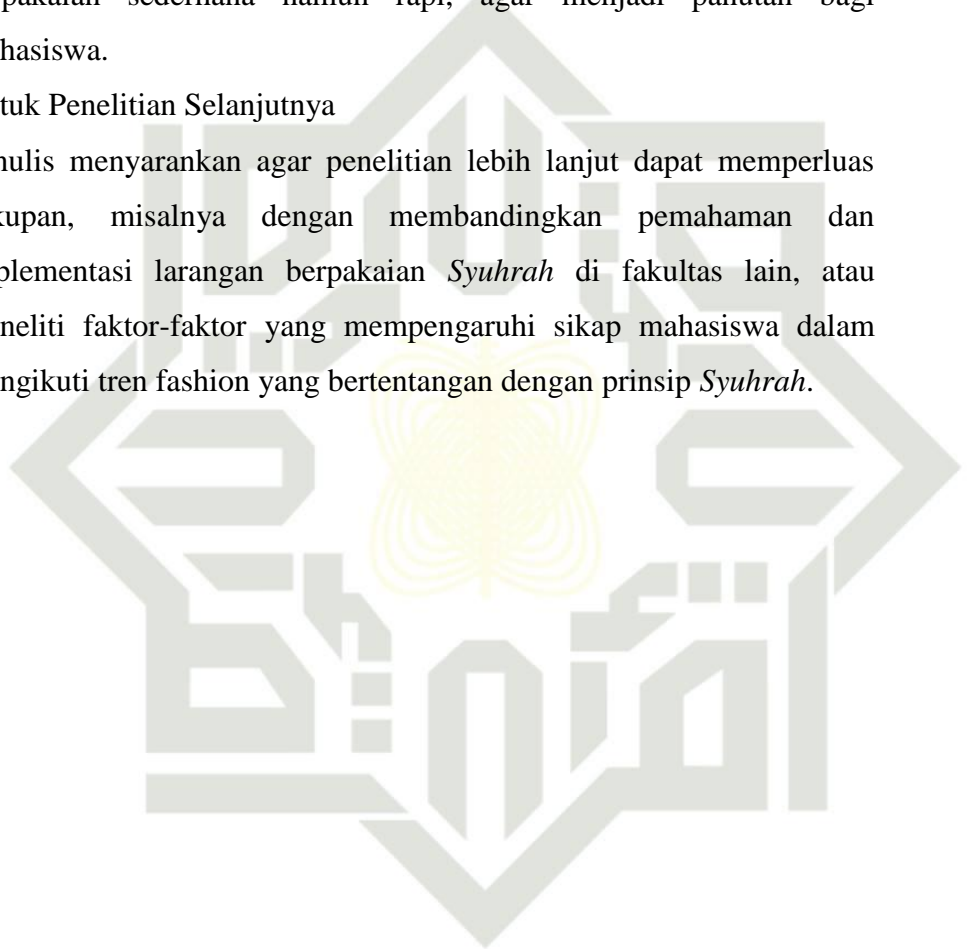 pakaian sederhana namun rapi, agar menjadi panutan bagi
hasiswa.
tuk Penelitian Selanjutnya
nulis menyarankan agar penelitian lebih lanjut dapat memperluas
kupan, misalnya dengan membandingkan pemahaman dan
plementasi larangan berpakaian Syuhrah di fakultas lain, atau
neliti faktor-faktor yang mempengaruhi sikap mahasiswa dalam
ngikuti tren fashion yang bertentangan dengan prinsip Syuhrah.